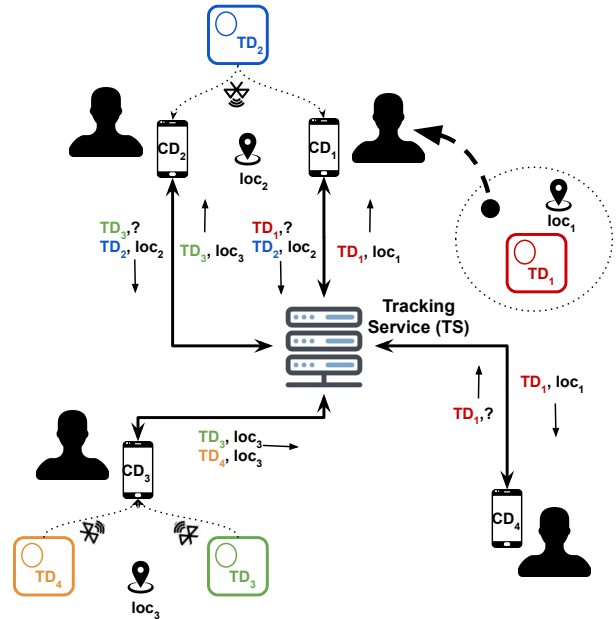 TD₂
CD₂
CD₁
loc₂
loc₁
TD₁
TD₃,?
TD₂, loc₂
TD₃, loc₃
TD₁,?
TD₂, loc₂
TD₁, loc₁
Tracking
Service (TS)
TD₁, loc₁
TD₁,?
TD₃, loc₃
TD₄, loc₃
CD₃
CD₄
TD₄
TD₃
loc₃